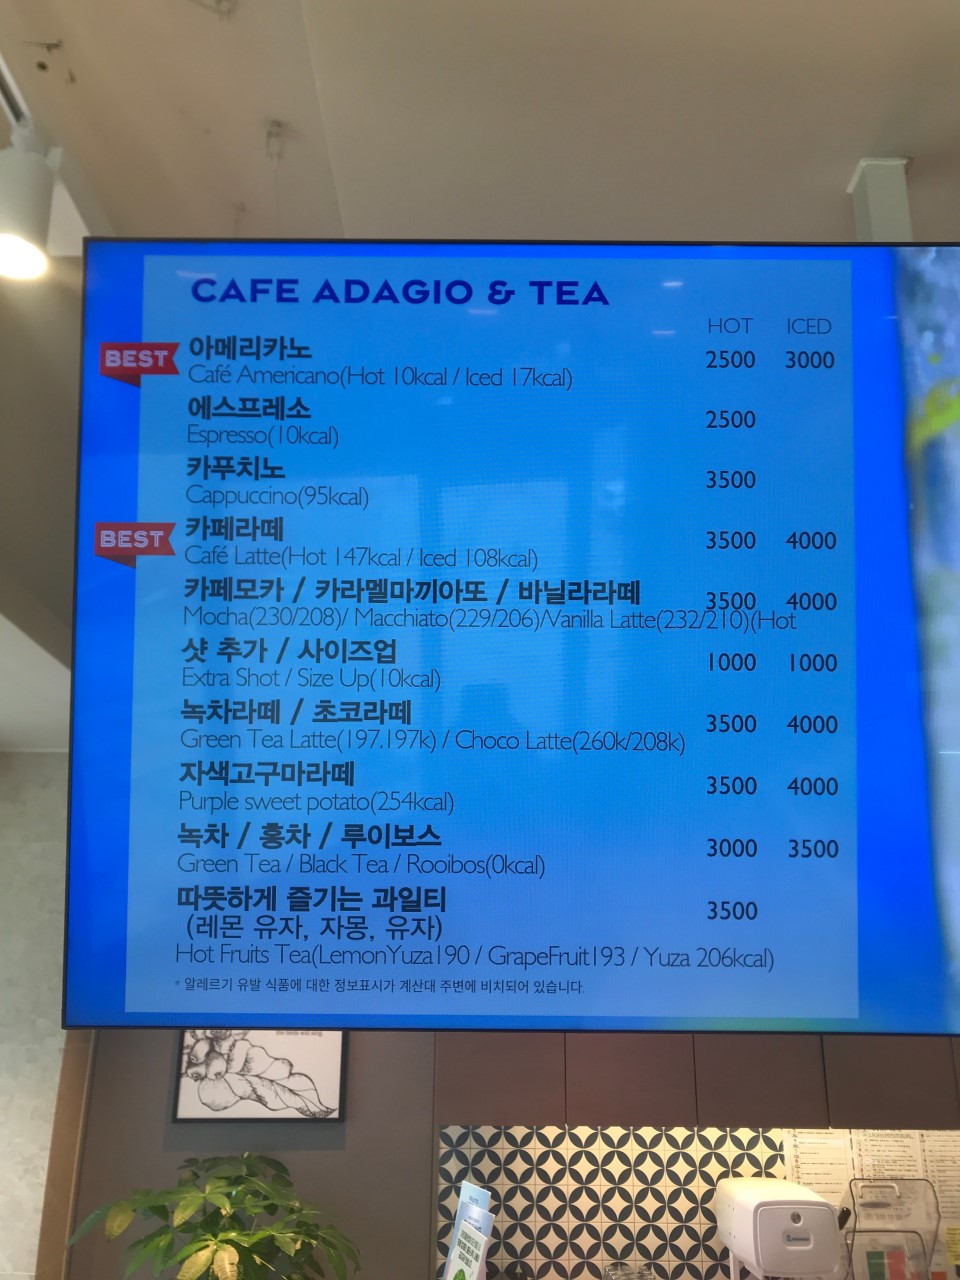 CAFE ADAGIO & TEA
HOT ICED
BEST 아메리카노 2500 3000
Café Americano(Hot 10kcal / Iced 17kcal)
에스프레소 2500
Espresso(10kcal)
카푸치노 3500
Cappuccino(95kcal)
BEST 카페라떼 3500 4000
Café Latte(Hot 147kcal / Iced 108kcal)
카페모카 / 카라멜마끼아또 / 바닐라라떼 3500 4000
Mocha(230/208)/ Macchiato(229/206)/Vanilla Latte(232/210)(Hot
샷 추가 / 사이즈업 1000 1000
Extra Shot / Size Up(10kcal)
녹차라떼 / 초코라떼 3500 4000
Green Tea Latte(197.197k) / Choco Latte(260k/208k)
자색고구마라떼 3500 4000
Purple sweet potato(254kcal)
녹차 / 홍차 / 루이보스 3000 3500
Green Tea / Black Tea / Rooibos(0kcal)
따뜻하게 즐기는 과일티 3500
(레몬 유자, 자몽, 유자)
Hot Fruits Tea(LemonYuza190 / GrapeFruit193 / Yuza 206kcal)
* 알레르기 유발 식품에 대한 정보표시가 계산대 주변에 비치되어 있습니다.